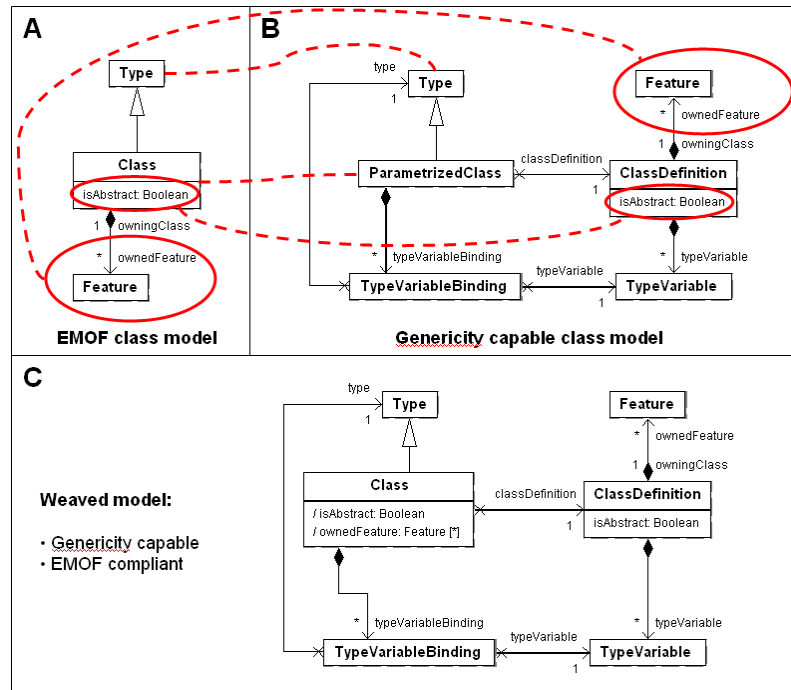 A
Type
Class
isAbstract: Boolean
1
owningClass
*
ownedFeature
Feature
EMOF class model
B
type
1
Type
Feature
*
ownedFeature
1
owningClass
ParametrizedClass
classDefinition
1
ClassDefinition
isAbstract: Boolean
*
typeVariableBinding
*
typeVariable
TypeVariableBinding
typeVariable
1
TypeVariable
Genericity capable class model
C
type
1
Type
Feature
*
ownedFeature
1
owningClass
Class
/ isAbstract: Boolean
/ ownedFeature: Feature [*]
classDefinition
1
ClassDefinition
isAbstract: Boolean
Weaved model:
• Genericity capable
• EMOF compliant
*
typeVariableBinding
*
typeVariable
TypeVariableBinding
typeVariable
1
TypeVariable